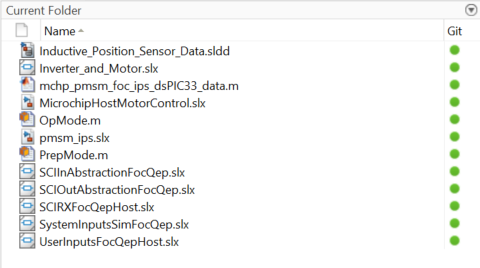 Current Folder
Name Git
Inductive_Position_Sensor_Data.sldd
Inverter_and_Motor.slx
mchp_pmsm_foc_ips_dsPIC33_data.m
MicrochipHostMotorControl.slx
OpMode.m
pmsm_ips.slx
PrepMode.m
SCIInAbstractionFocQep.slx
SCIOutAbstractionFocQep.slx
SCIRXFocQepHost.slx
SystemInputsSimFocQep.slx
UserInputsFocQepHost.slx